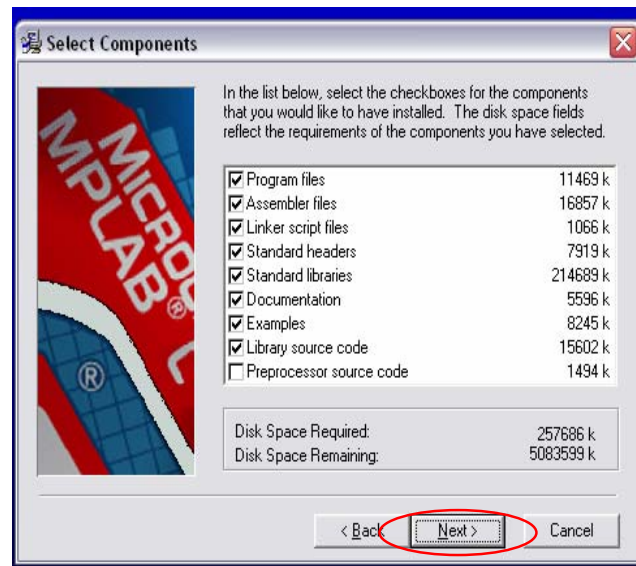 Select Components
In the list below, select the checkboxes for the components
that you would like to have installed. The disk space fields
reflect the requirements of the components you have selected.
Program files 11469 k
Assembler files 16857 k
Linker script files 1066 k
Standard headers 7919 k
Standard libraries 214689 k
Documentation 5596 k
Examples 8245 k
Library source code 15602 k
Preprocessor source code 1494 k
MICROC
MPLAB® C
®
Disk Space Required: 257686 k
Disk Space Remaining: 5083599 k
< Back Next > Cancel